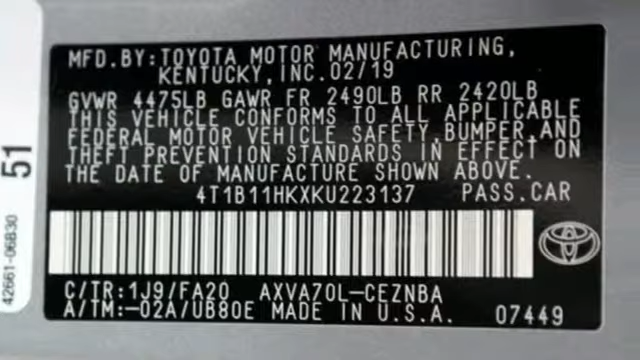 MFD.BY:TOYOTA MOTOR MANUFACTURING,
KENTUCKY,INC.02/19
GVWR 4475LB GAWR FR 2490LB RR 2420LB
THIS VEHICLE CONFORMS TO ALL APPLICABLE
FEDERAL MOTOR VEHICLE SAFETY,BUMPER,AND
THEFT PREVENTION STANDARDS IN EFFECT ON
THE DATE OF MANUFACTURE SHOWN ABOVE.
4T1B11HKXKU223137 PASS.CAR
C/TR:1J9/FA20 AXVA70L-CEZNBA
A/TM:-02A/UB80E MADE IN U.S.A. 07449
51
42661-06B30